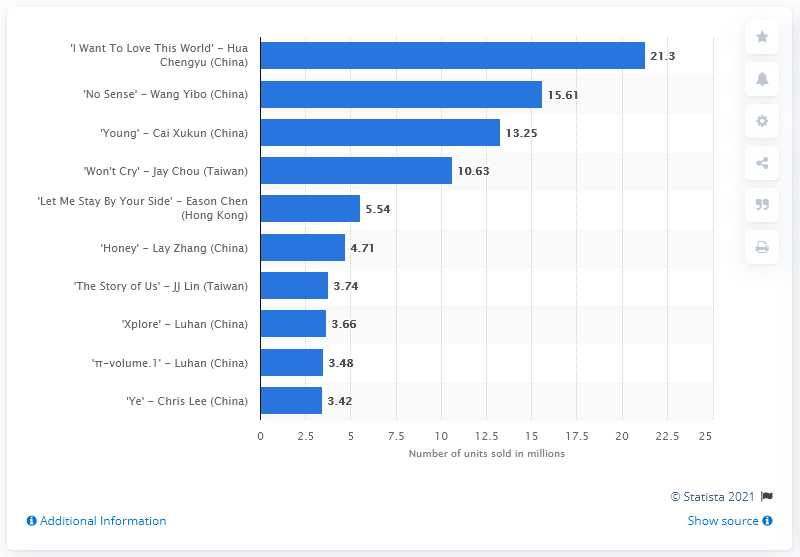 'I Want To Love This World' – Hua
Chengyu (China)
21.3
'No Sense' – Wang Yibo (China)
15.61
'Young' – Cai Xukun (China)
13.25
'Won't Cry' – Jay Chou (Taiwan)
10.63
'Let Me Stay By Your Side' – Eason Chen
(Hong Kong)
5.54
'Honey' – Lay Zhang (China)
4.71
'The Story of Us' – JJ Lin (Taiwan)
3.74
'Xplore' – Luhan (China)
3.66
'π-volume.1' – Luhan (China)
3.48
'Ye' – Chris Lee (China)
3.42
0 2.5 5 7.5 10 12.5 15 17.5 20 22.5 25
Number of units sold in millions
© Statista 2021
Additional Information
Show source